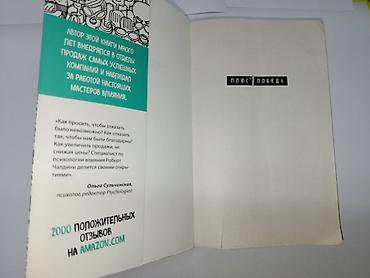 АВТОР ЭТОЙ КНИГИ МНОГО
ЛЕТ ВНЕДРЯЛСЯ В ОТДЕЛЫ
ПРОДАЖ САМЫХ УСПЕШНЫХ
КОМПАНИЙ И НАБЛЮДАЛ
ЗА РАБОТОЙ НАСТОЯЩИХ
МАСТЕРОВ ВЛИЯНИЯ.
«Как просить, чтобы отказать
было невозможно? Как отказать
так, чтобы нам были благодарны?
Как увеличить продажи, не
снижая цены? Специалист по
психологии влияния Роберт
Чалдини делится своими откры-
тиями».
Ольга Сульчинская,
психолог, редактор Psychologies
2000 ПОЛОЖИТЕЛЬНЫХ
ОТЗЫВОВ
НА AMAZON.COM
ПЛЮС ПОБЕДА